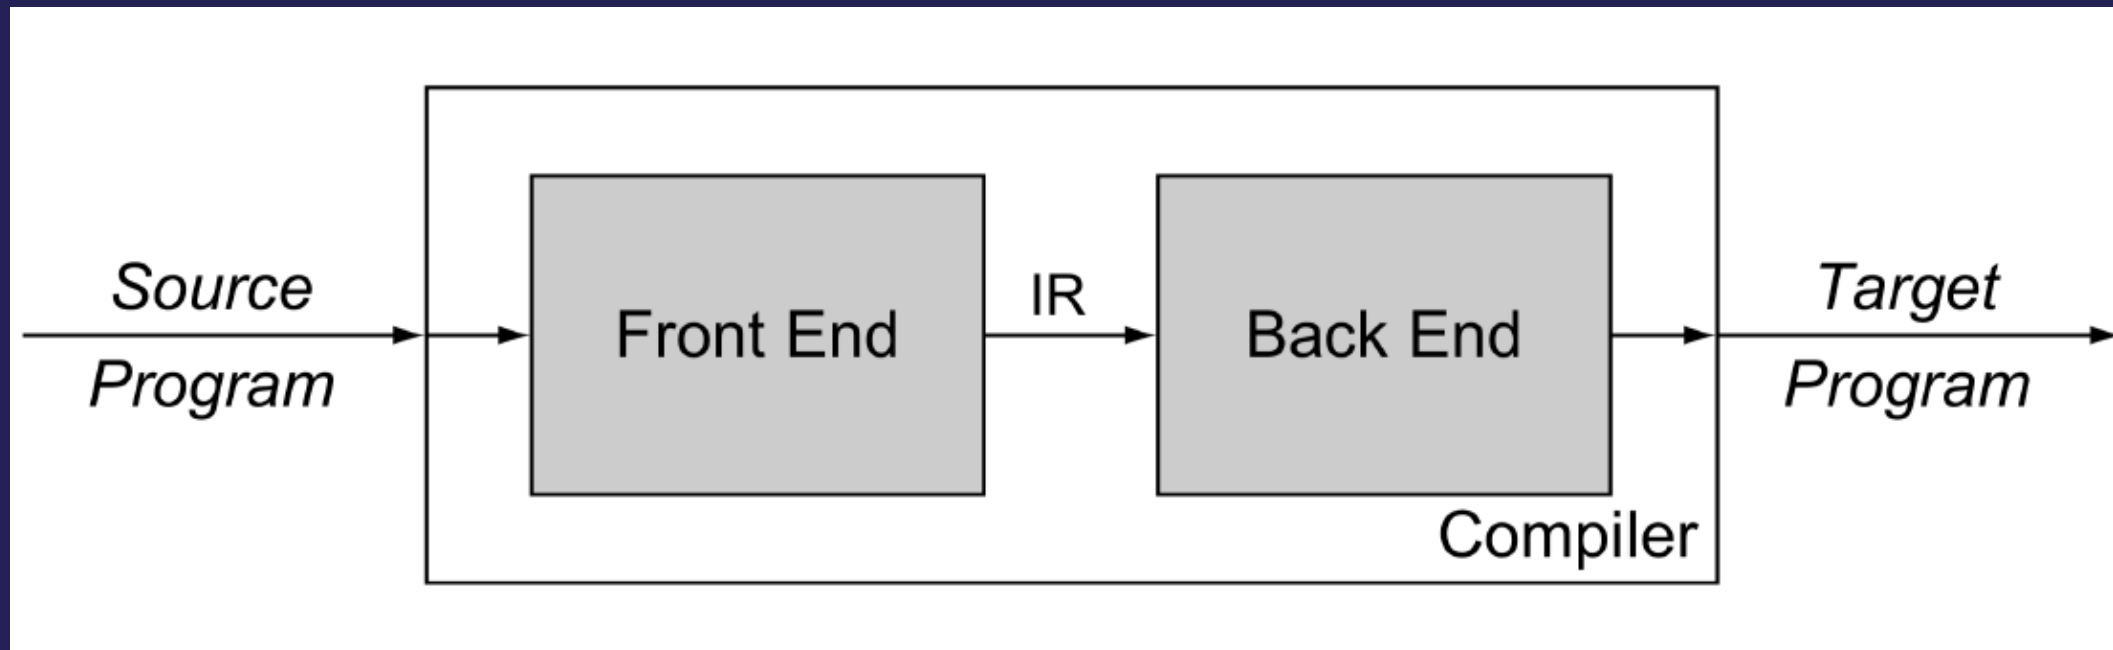 Source
Program
Front End
IR
Back End
Compiler
Target
Program